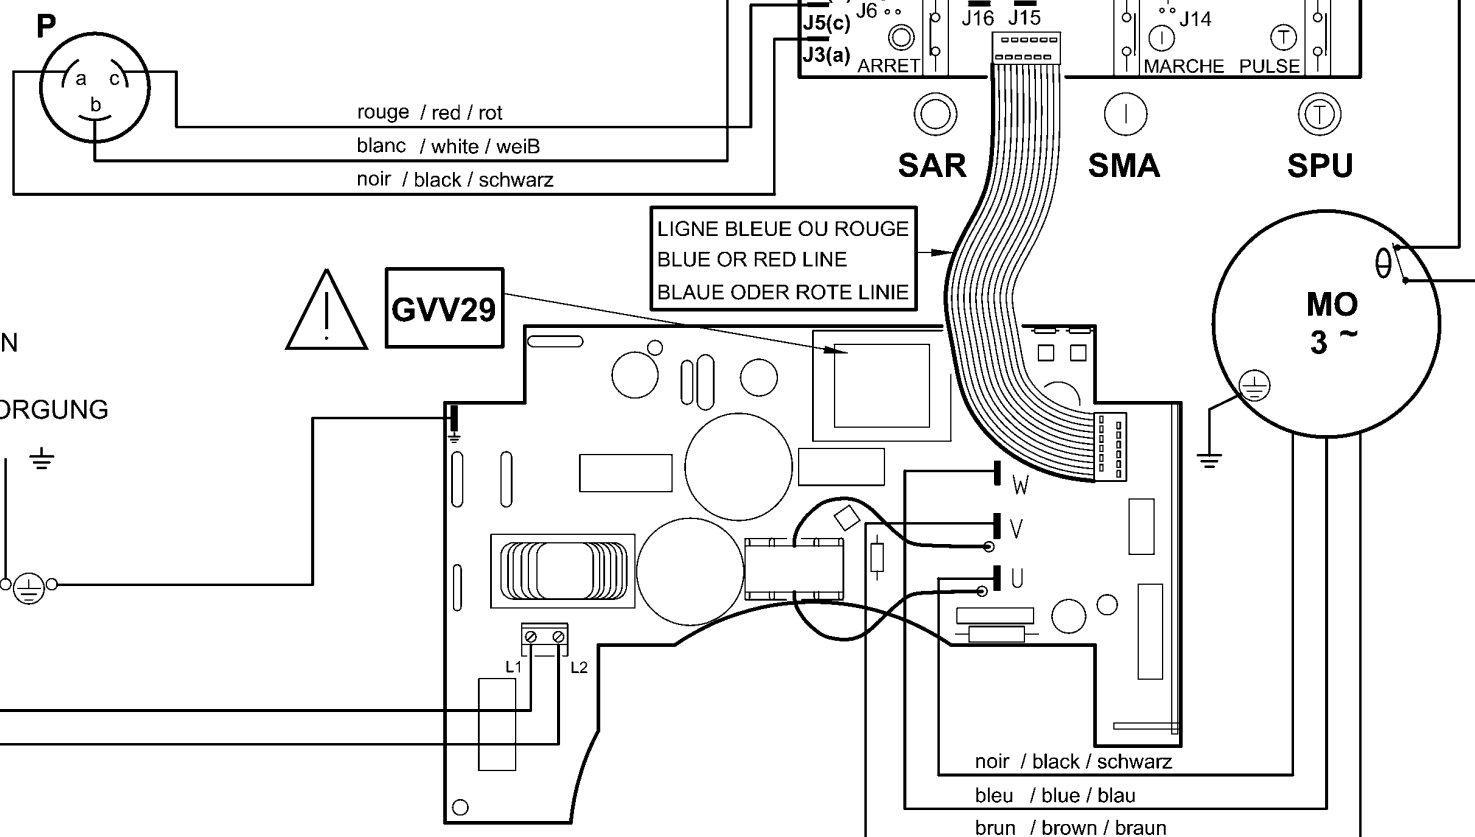 P
J6
J5(c)
J3(a)
J16 J15
J14
ARRET
MARCHE PULSE
I
T
a c
b
rouge / red / rot
blanc / white / weiB
noir / black / schwarz
I
T
SAR
SMA
SPU
LIGNE BLEUE OU ROUGE
BLUE OR RED LINE
BLAUE ODER ROTE LINIE
!
GVV29
θ
MO
3 ~
N
ORGUNG
W
V
U
L1
L2
noir / black / schwarz
bleu / blue / blau
brun / brown / braun